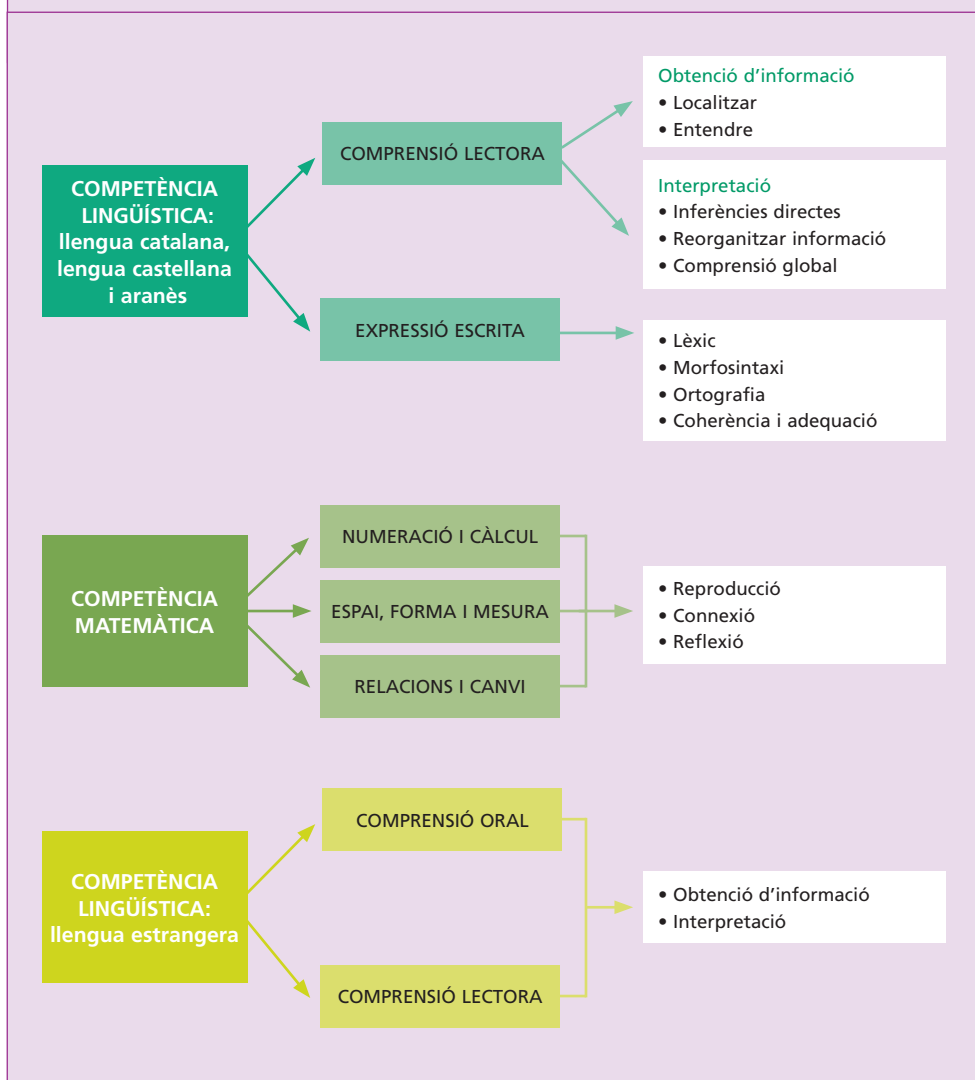 COMPETÈNCIA
LINGÜÍSTICA:
llengua catalana,
lengua castellana
i aranès
COMPRENSIÓ LECTORA
Obtenció d'informació
• Localitzar
• Entendre
Interpretació
• Inferències directes
• Reorganitzar informació
• Comprensió global
EXPRESSIÓ ESCRITA
• Lèxic
• Morfosintaxi
• Ortografia
• Coherència i adequació
COMPETÈNCIA
MATEMÀTICA
NUMERACIÓ I CÀLCUL
ESPAI, FORMA I MESURA
RELACIONS I CANVI
• Reproducció
• Connexió
• Reflexió
COMPETÈNCIA
LINGÜÍSTICA:
llengua estrangera
COMPRENSIÓ ORAL
COMPRENSIÓ LECTORA
• Obtenció d'informació
• Interpretació